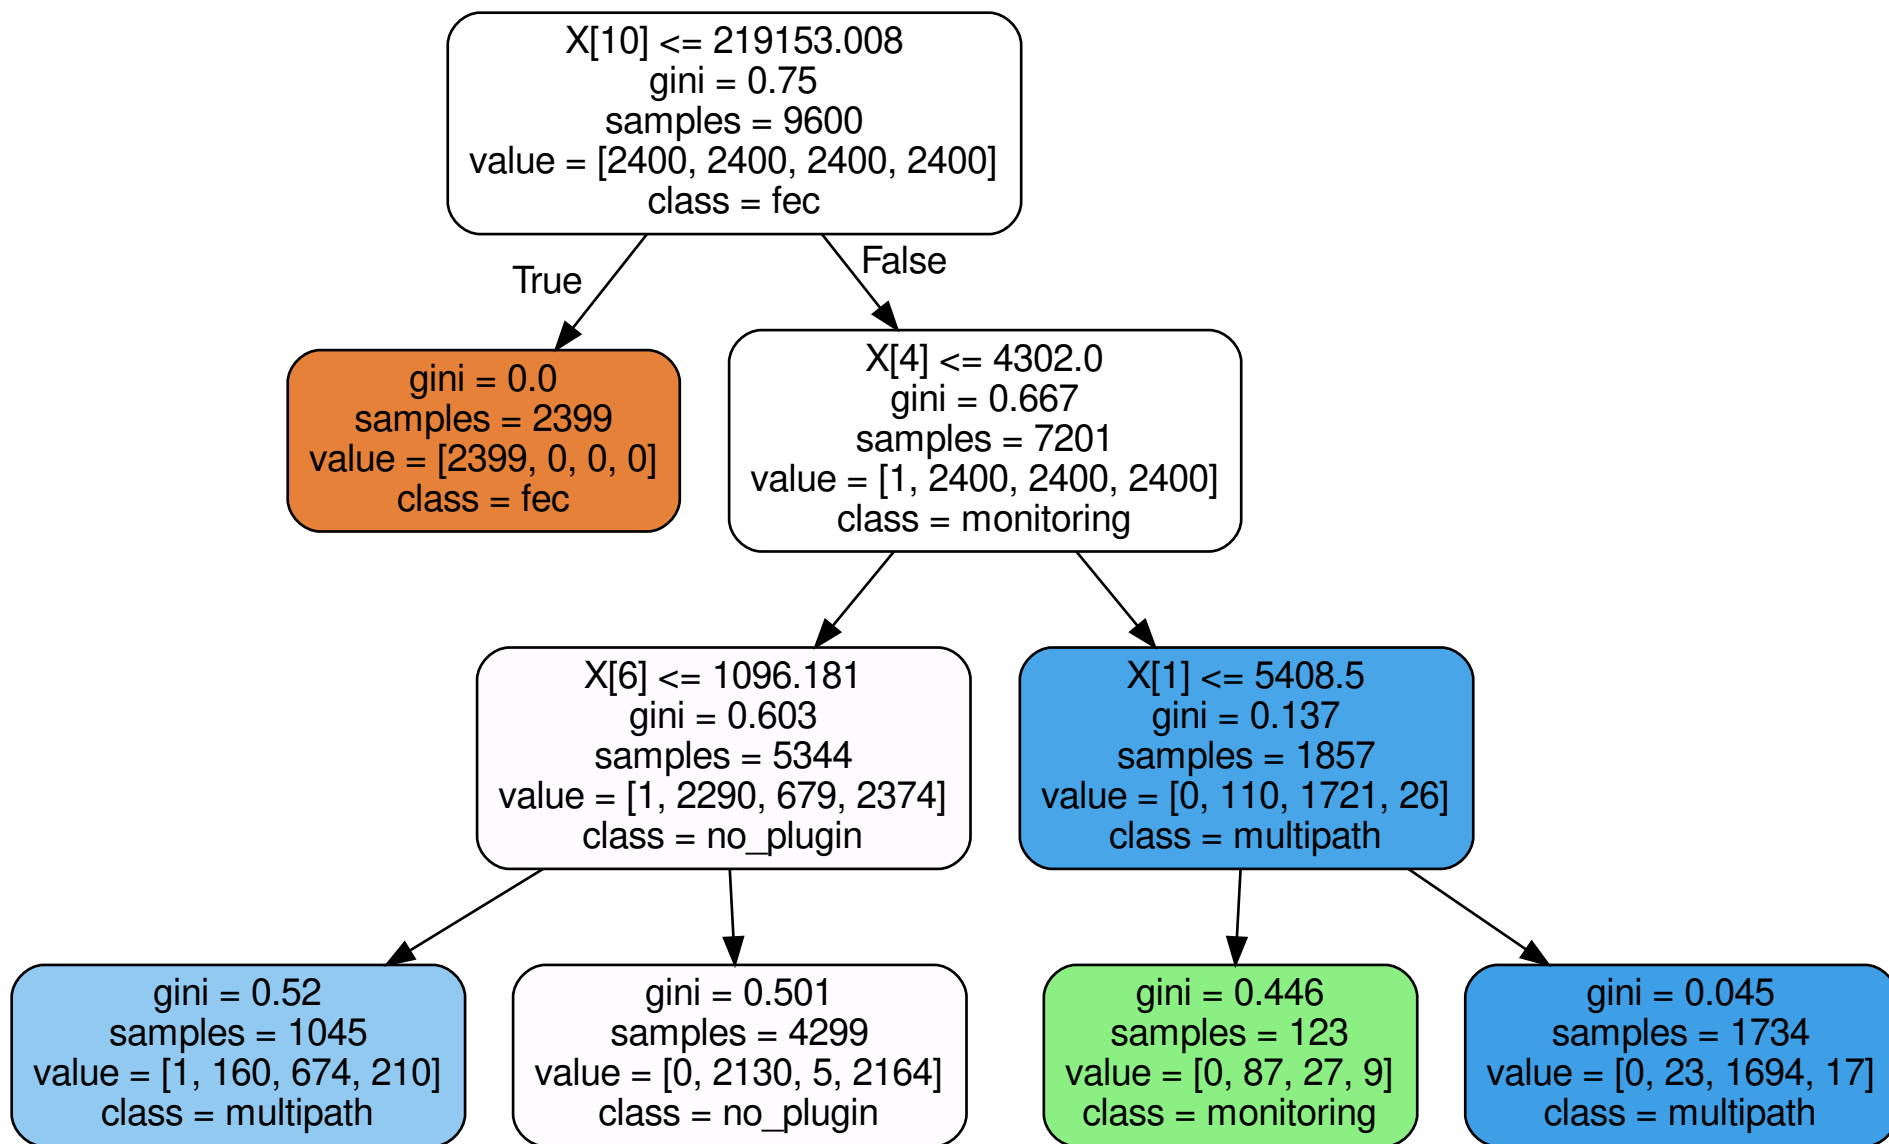 X[10] <= 219153.008
gini = 0.75
samples = 9600
value = [2400, 2400, 2400, 2400]
class = fec
True
False
gini = 0.0
samples = 2399
value = [2399, 0, 0, 0]
class = fec
X[4] <= 4302.0
gini = 0.667
samples = 7201
value = [1, 2400, 2400, 2400]
class = monitoring
X[6] <= 1096.181
gini = 0.603
samples = 5344
value = [1, 2290, 679, 2374]
class = no_plugin
X[1] <= 5408.5
gini = 0.137
samples = 1857
value = [0, 110, 1721, 26]
class = multipath
gini = 0.52
samples = 1045
value = [1, 160, 674, 210]
class = multipath
gini = 0.501
samples = 4299
value = [0, 2130, 5, 2164]
class = no_plugin
gini = 0.446
samples = 123
value = [0, 87, 27, 9]
class = monitoring
gini = 0.045
samples = 1734
value = [0, 23, 1694, 17]
class = multipath